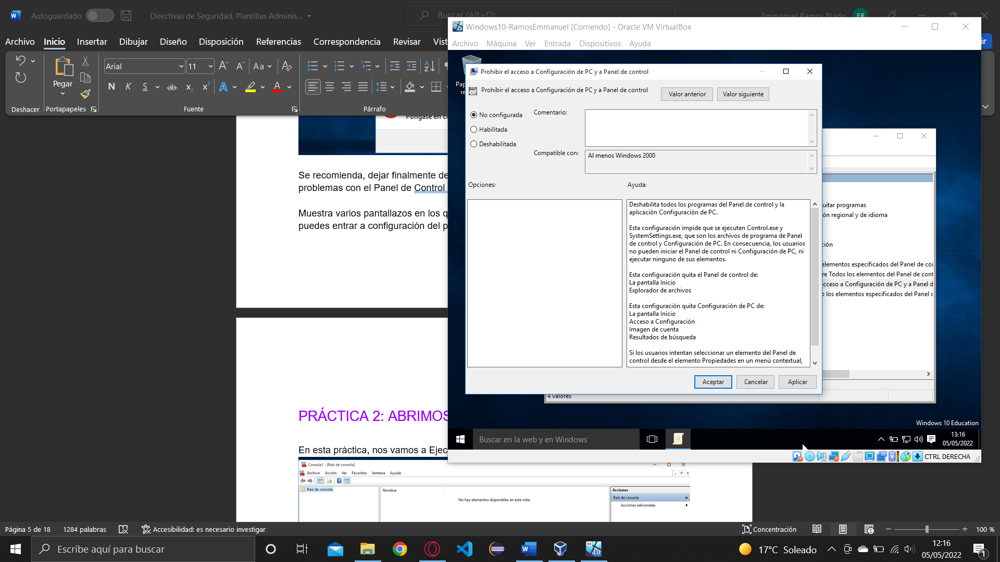 Autoguardado
Directivas de Seguridad, Plantillas Adminis...
Buscar (Alt+Q)
Emmanuel Ramos Biado
ER
Archivo Inicio Insertar Dibujar Diseño Disposición Referencias Correspondencia Revisar Vist
Pegar
Arial
11
Aa
N K S ab x₂ x² A A
Deshacer
Portapapeles
Fuente
Párrafo
Windows10-RamosEmmanuel [Corriendo] - Oracle VM VirtualBox
Archivo Máquina Ver Entrada Dispositivos Ayuda
ir
Pap
re
Prohibir el acceso a Configuración de PC y a Panel de control
Prohibir el acceso a Configuración de PC y a Panel de control
Valor anterior
Valor siguiente
No configurada
Habilitada
Deshabilitada
Comentario:
Compatible con:
Al menos Windows 2000
Opciones:
Ayuda:
Deshabilita todos los programas del Panel de control y la
aplicación Configuración de PC.
Esta configuración impide que se ejecuten Control.exe y
SystemSettings.exe, que son los archivos de programa de Panel
de control y Configuración de PC. En consecuencia, los usuarios
no pueden iniciar el Panel de control ni Configuración de PC, ni
ejecutar ninguno de sus elementos.
Esta configuración quita el Panel de control de:
La pantalla Inicio
Explorador de archivos
Esta configuración quita Configuración de PC de:
La pantalla Inicio
Acceso a Configuración
Imagen de cuenta
Resultados de búsqueda
Si los usuarios intentan seleccionar un elemento del Panel de
control desde el elemento Propiedades en un menú contextual,
Aceptar
Cancelar
Aplicar
uitar programas
ón regional y de idioma
ción
elementos especificados del Panel de co
re Todos los elementos del Panel de cont
cceso a Configuración de PC y a Panel d
o los elementos especificados del Panel c
4 valores
Windows 10 Education
Buscar en la web y en Windows
13:16
05/05/2022
CTRL DERECHA
Póngase en co
Se recomienda, dejar finalmente de
problemas con el Panel de Control
Muestra varios pantallazos en los q
puedes entrar a configuración del p
PRÁCTICA 2: ABRIMOS
En esta práctica, nos vamos a Ejec
Consola1 - [Raíz de consola]
Archivo Acción Ver Favoritos Ventana Ayuda
Raíz de consola
Nombre
No hay elementos disponibles en esta vista.
Acciones
Raíz de consola
Acciones adicionales
Página 5 de 18
1284 palabras
Accesibilidad: es necesario investigar
Concentración
100 %
Escribe aquí para buscar
17°C Soleado
12:16
05/05/2022
1